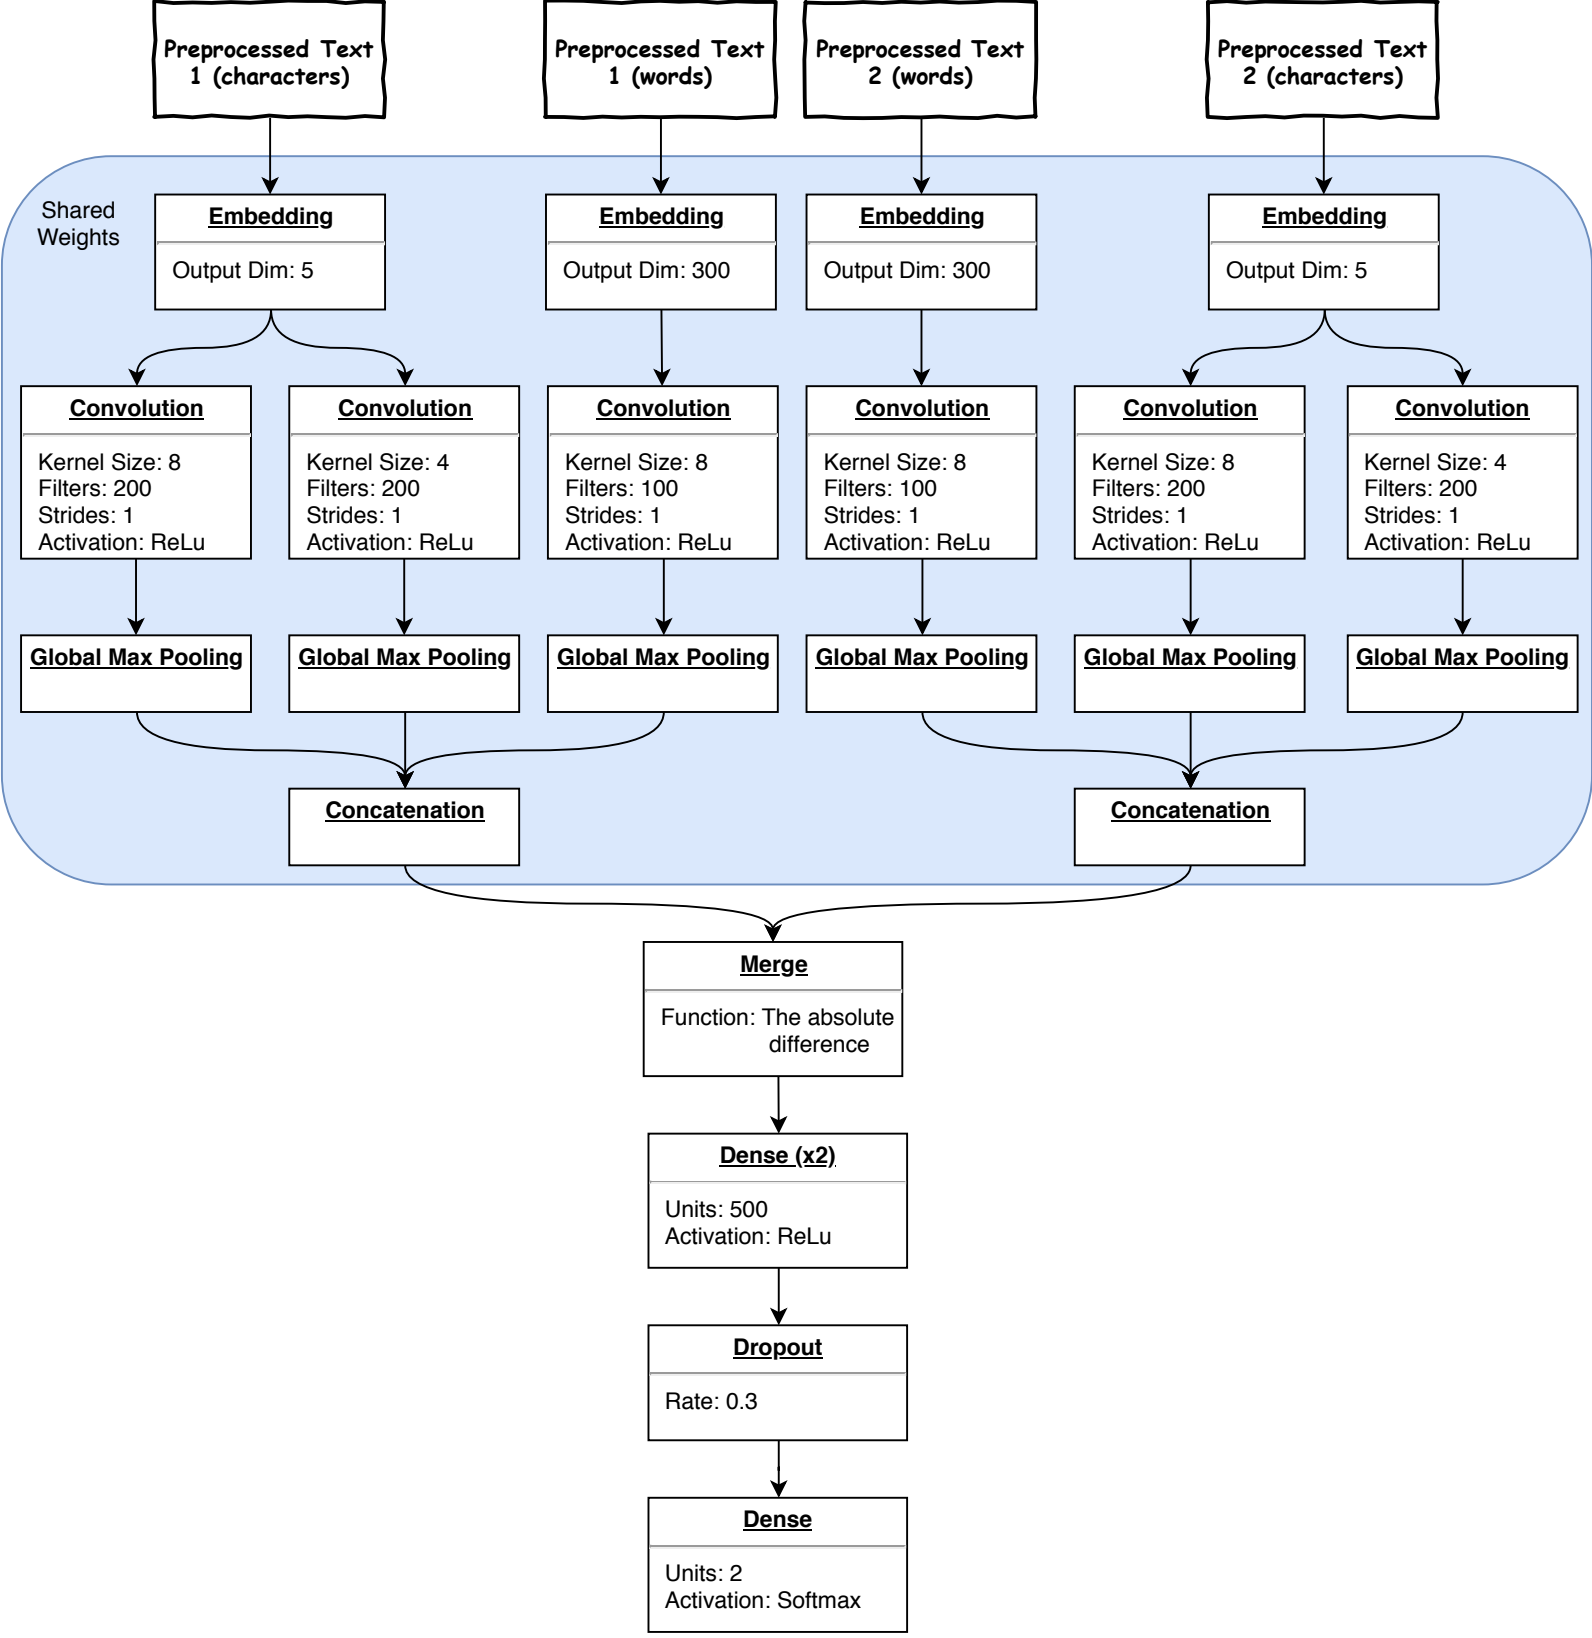 Preprocessed Text
1 (characters)
Preprocessed Text
1 (words)
Preprocessed Text
2 (words)
Preprocessed Text
2 (characters)
Shared
Weights
Embedding
Output Dim: 5
Embedding
Output Dim: 300
Embedding
Output Dim: 300
Embedding
Output Dim: 5
Convolution
Kernel Size: 8
Filters: 200
Strides: 1
Activation: ReLu
Convolution
Kernel Size: 4
Filters: 200
Strides: 1
Activation: ReLu
Convolution
Kernel Size: 8
Filters: 100
Strides: 1
Activation: ReLu
Convolution
Kernel Size: 8
Filters: 100
Strides: 1
Activation: ReLu
Convolution
Kernel Size: 8
Filters: 200
Strides: 1
Activation: ReLu
Convolution
Kernel Size: 4
Filters: 200
Strides: 1
Activation: ReLu
Global Max Pooling
Global Max Pooling
Global Max Pooling
Global Max Pooling
Global Max Pooling
Global Max Pooling
Concatenation
Concatenation
Merge
Function: The absolute
difference
Dense (x2)
Units: 500
Activation: ReLu
Dropout
Rate: 0.3
Dense
Units: 2
Activation: Softmax